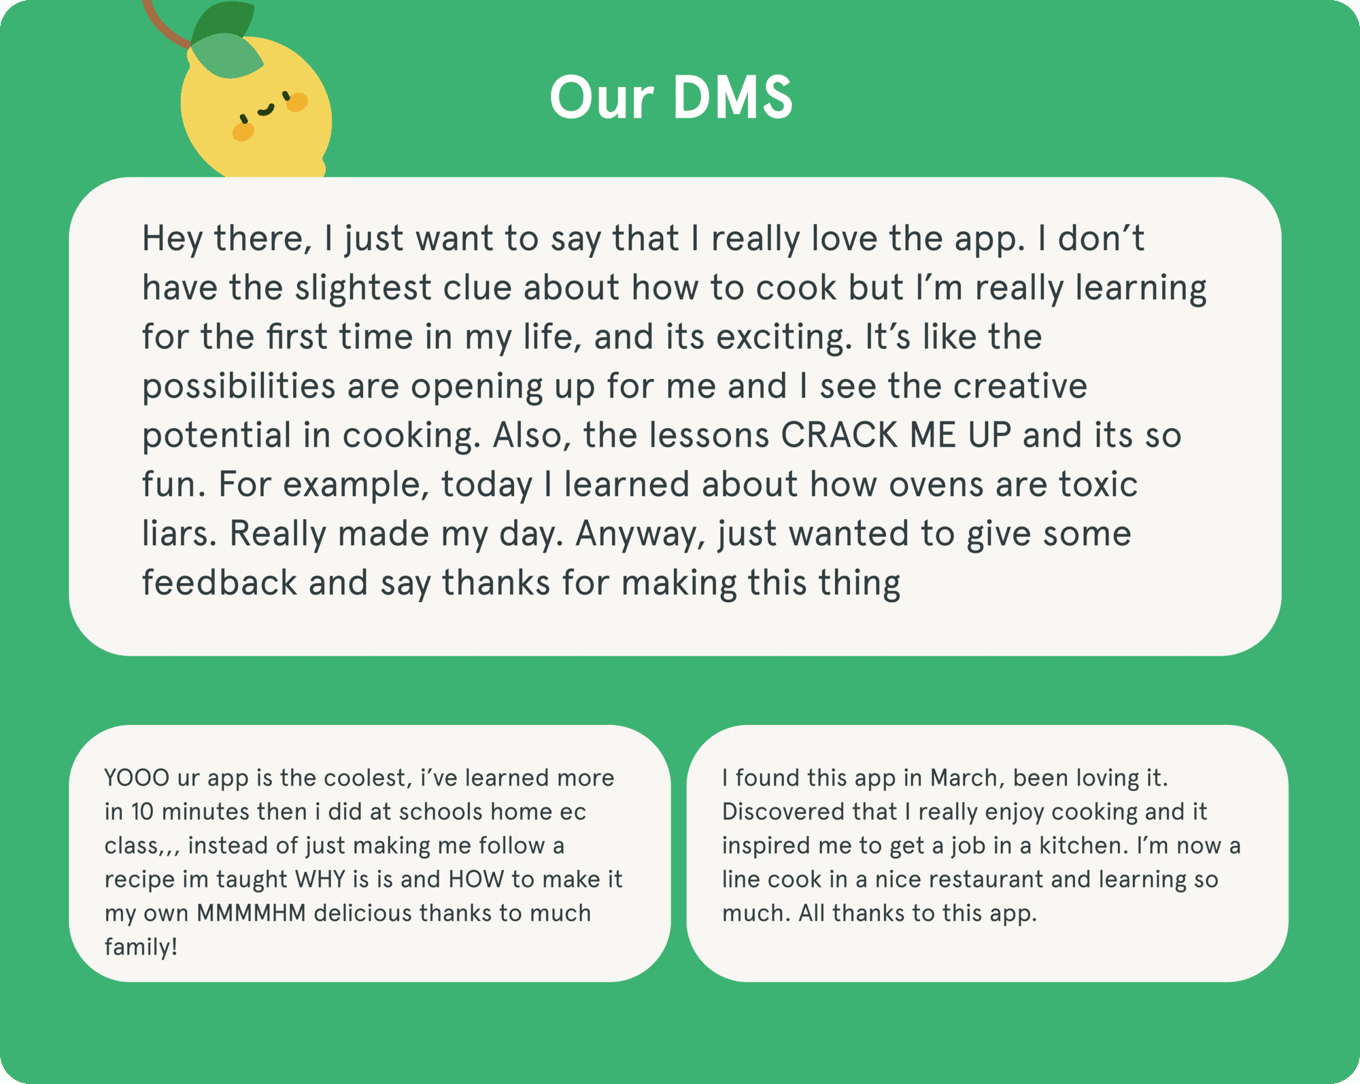 Our DMS
Hey there, I just want to say that I really love the app. I don’t
have the slightest clue about how to cook but I’m really learning
for the first time in my life, and its exciting. It’s like the
possibilities are opening up for me and I see the creative
potential in cooking. Also, the lessons CRACK ME UP and its so
fun. For example, today I learned about how ovens are toxic
liars. Really made my day. Anyway, just wanted to give some
feedback and say thanks for making this thing
YOOO ur app is the coolest, i’ve learned more
in 10 minutes then i did at schools home ec
class,,, instead of just making me follow a
recipe im taught WHY is is and HOW to make it
my own MMMMHM delicious thanks to much
family!
I found this app in March, been loving it.
Discovered that I really enjoy cooking and it
inspired me to get a job in a kitchen. I’m now a
line cook in a nice restaurant and learning so
much. All thanks to this app.